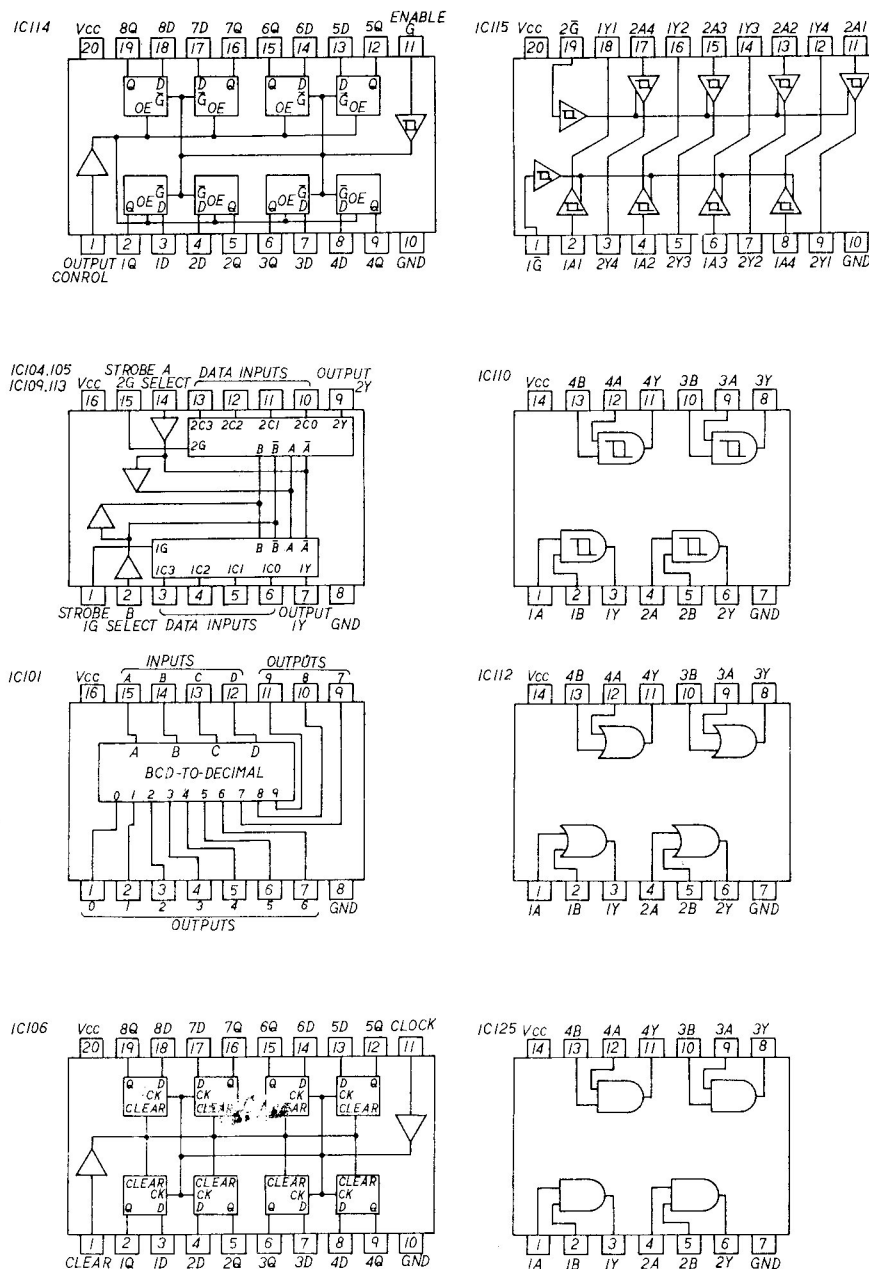 IC114 Vcc 8Q 8D 7D 7Q 6Q 6D 5D 5Q ENABLE G
20 19 18 17 16 15 14 13 12 11
Q D D Q Q D D Q
G̅ G̅ G̅ G̅
OE OE OE OE
OE OE OE OE
G̅ G̅ G̅ G̅
Q D D Q Q D D Q
1 2 3 4 5 6 7 8 9 10
OUTPUT CONROL 1Q 1D 2D 2Q 3Q 3D 4D 4Q GND
IC115 Vcc 2G̅ 1Y1 2A4 1Y2 2A3 1Y3 2A2 1Y4 2A1
20 19 18 17 16 15 14 13 12 11
1 2 3 4 5 6 7 8 9 10
1G̅ 1A1 2Y4 1A2 2Y3 1A3 2Y2 1A4 2Y1 GND
IC104,105
IC109,113
STROBE A DATA INPUTS OUTPUT
Vcc 2G SELECT 2Y
16 15 14 13 12 11 10 9
2C3 2C2 2C1 2C0 2Y
2G
B B̅ A A̅
1G B B̅ A A̅
1C3 1C2 1C1 1C0 1Y
1 2 3 4 5 6 7 8
STROBE B OUTPUT GND
1G SELECT DATA INPUTS 1Y
IC110 Vcc 4B 4A 4Y 3B 3A 3Y
14 13 12 11 10 9 8
1 2 3 4 5 6 7
1A 1B 1Y 2A 2B 2Y GND
IC101 INPUTS OUTPUTS
Vcc A B C D 9 8 7
16 15 14 13 12 11 10 9
A B C D
BCD-TO-DECIMAL
0 1 2 3 4 5 6 7 8 9
1 2 3 4 5 6 7 8
0 1 2 3 4 5 6 GND
OUTPUTS
IC112 Vcc 4B 4A 4Y 3B 3A 3Y
14 13 12 11 10 9 8
1 2 3 4 5 6 7
1A 1B 1Y 2A 2B 2Y GND
IC106 Vcc 8Q 8D 7D 7Q 6Q 6D 5D 5Q CLOCK
20 19 18 17 16 15 14 13 12 11
Q D D Q Q D D Q
CK CK CK CK
CLEAR CLEAR CLEAR
CLEAR CLEAR CLEAR CLEAR
CK CK CK CK
Q D D Q Q D D Q
1 2 3 4 5 6 7 8 9 10
CLEAR 1Q 1D 2D 2Q 3Q 3D 4D 4Q GND
IC125 Vcc 4B 4A 4Y 3B 3A 3Y
14 13 12 11 10 9 8
1 2 3 4 5 6 7
1A 1B 1Y 2A 2B 2Y GND